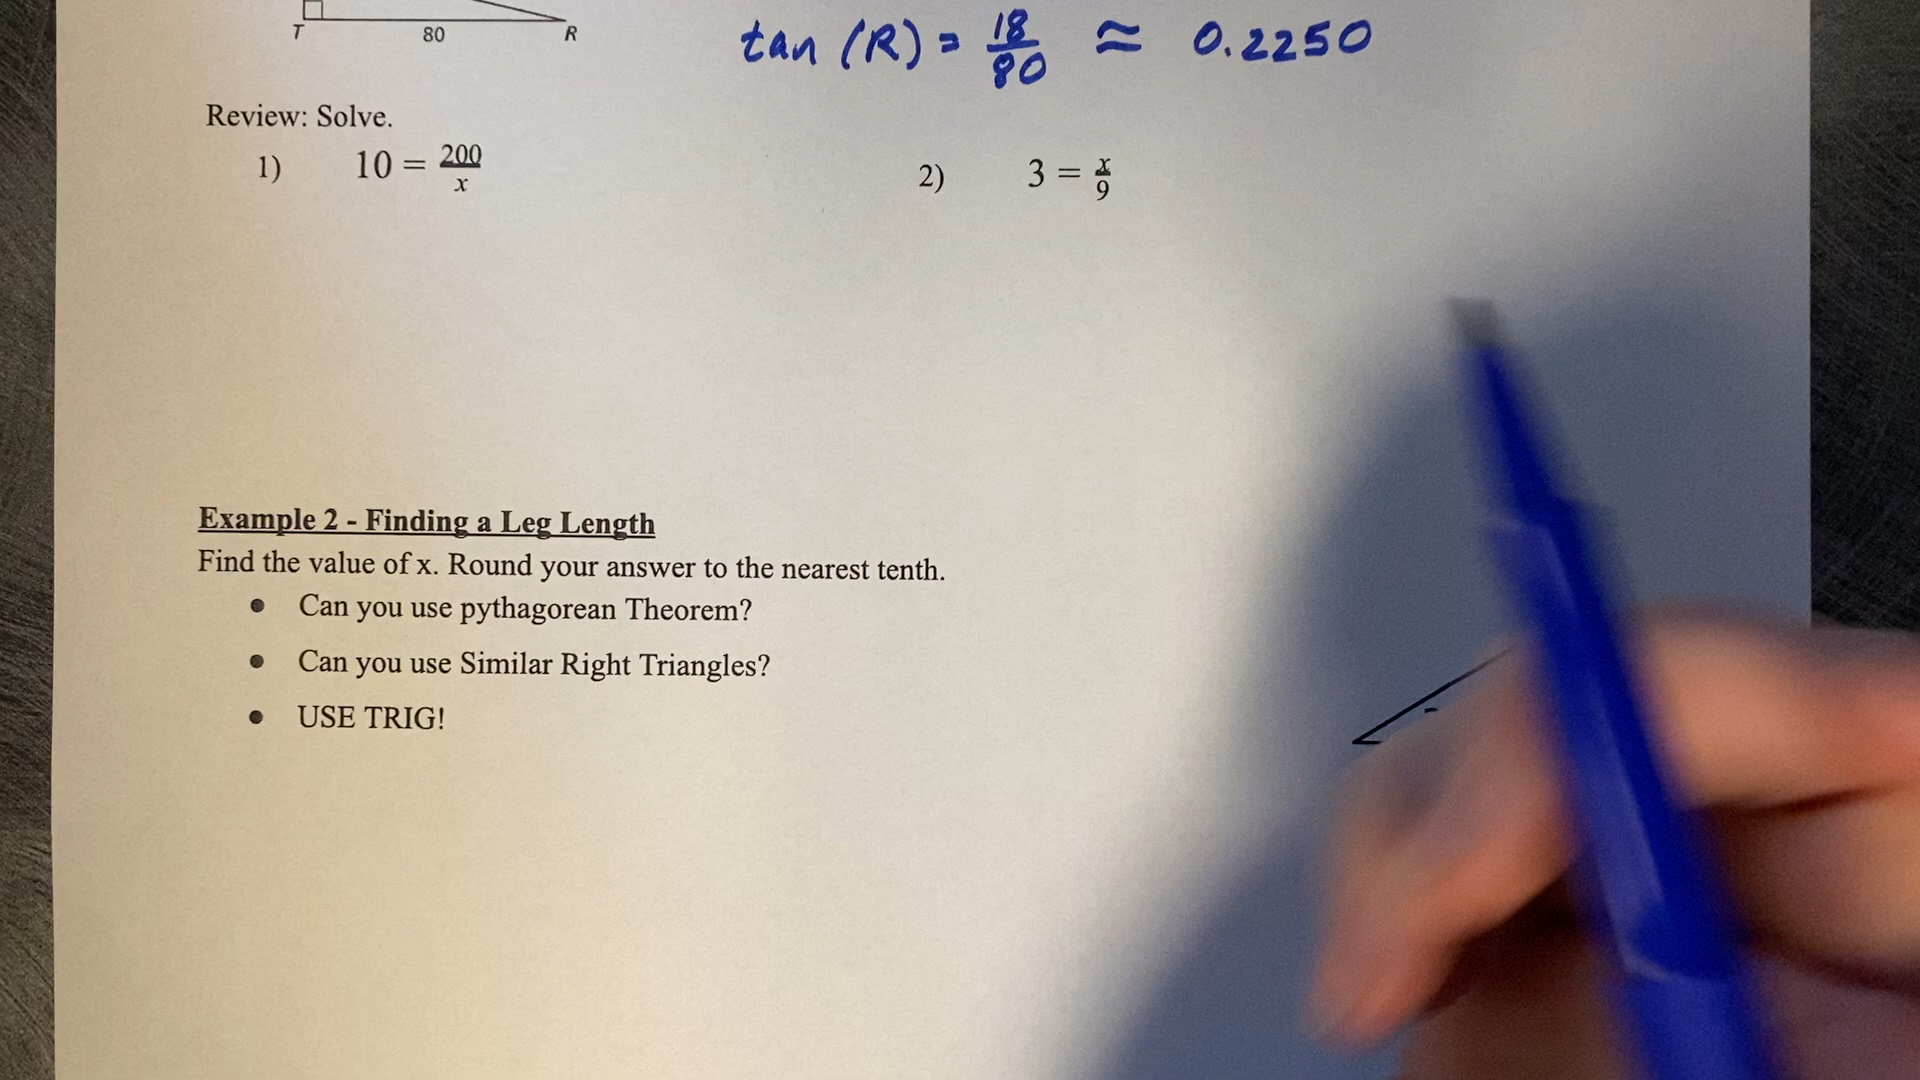 T 80 R
tan (R) = 18/80 ≈ 0.2250
Review: Solve.
1) 10 = 200/x
2) 3 = x/9
Example 2 - Finding a Leg Length
Find the value of x. Round your answer to the nearest tenth.
• Can you use pythagorean Theorem?
• Can you use Similar Right Triangles?
• USE TRIG!